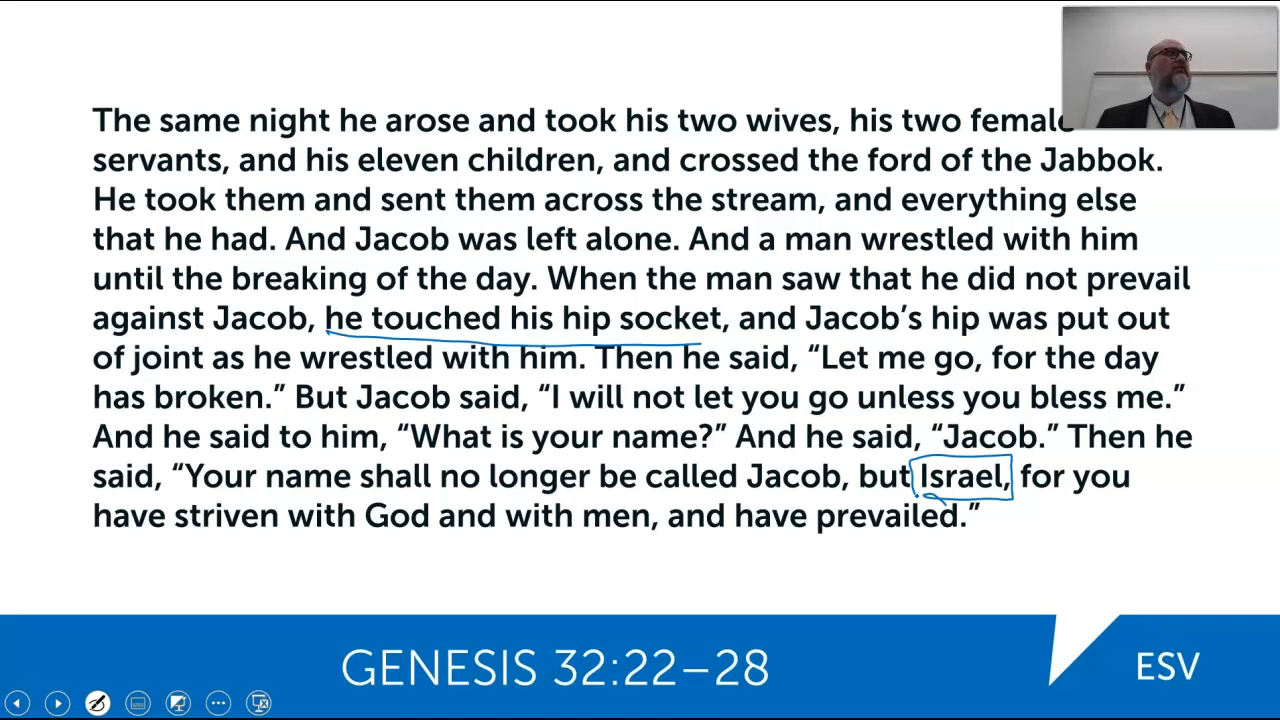 The same night he arose and took his two wives, his two female
servants, and his eleven children, and crossed the ford of the Jabbok.
He took them and sent them across the stream, and everything else
that he had. And Jacob was left alone. And a man wrestled with him
until the breaking of the day. When the man saw that he did not prevail
against Jacob, he touched his hip socket, and Jacob’s hip was put out
of joint as he wrestled with him. Then he said, “Let me go, for the day
has broken.” But Jacob said, “I will not let you go unless you bless me.”
And he said to him, “What is your name?” And he said, “Jacob.” Then he
said, “Your name shall no longer be called Jacob, but Israel, for you
have striven with God and with men, and have prevailed.”
GENESIS 32:22–28
ESV